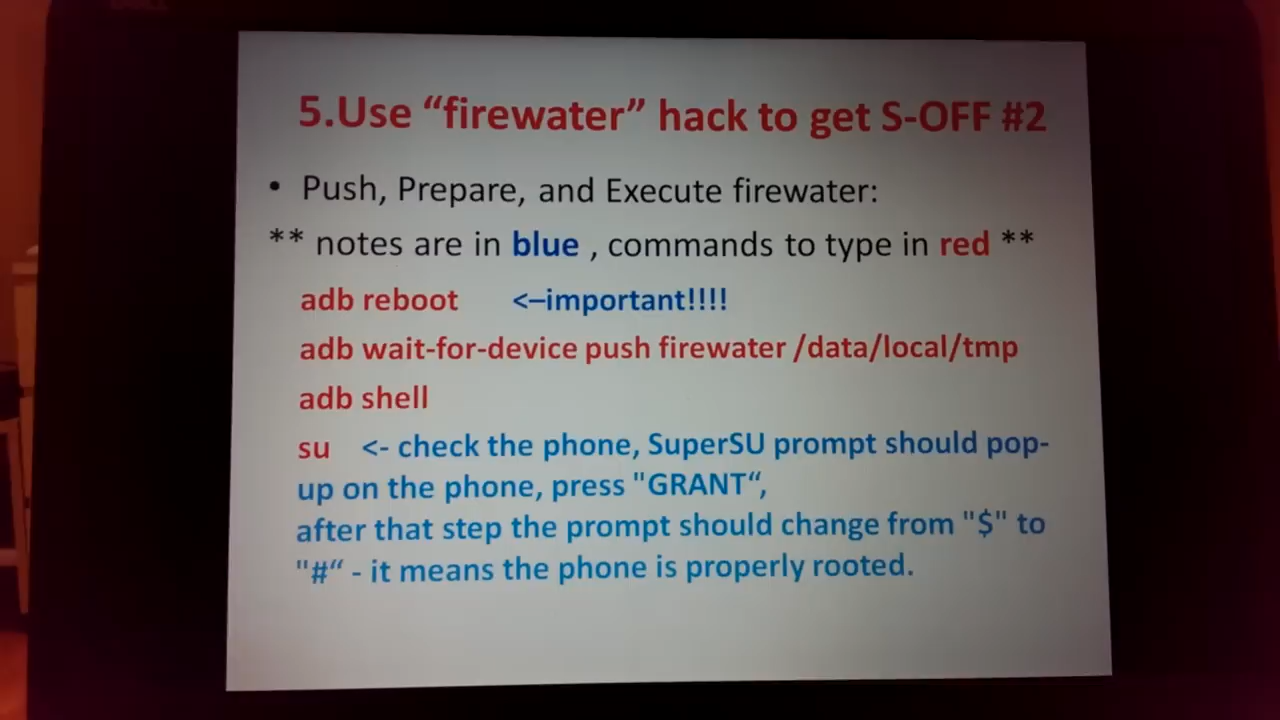 5.Use “firewater” hack to get S-OFF #2
• Push, Prepare, and Execute firewater:
** notes are in blue , commands to type in red **
adb reboot <–important!!!!
adb wait-for-device push firewater /data/local/tmp
adb shell
su <- check the phone, SuperSU prompt should pop-
up on the phone, press "GRANT“,
after that step the prompt should change from "$" to
"#“ - it means the phone is properly rooted.